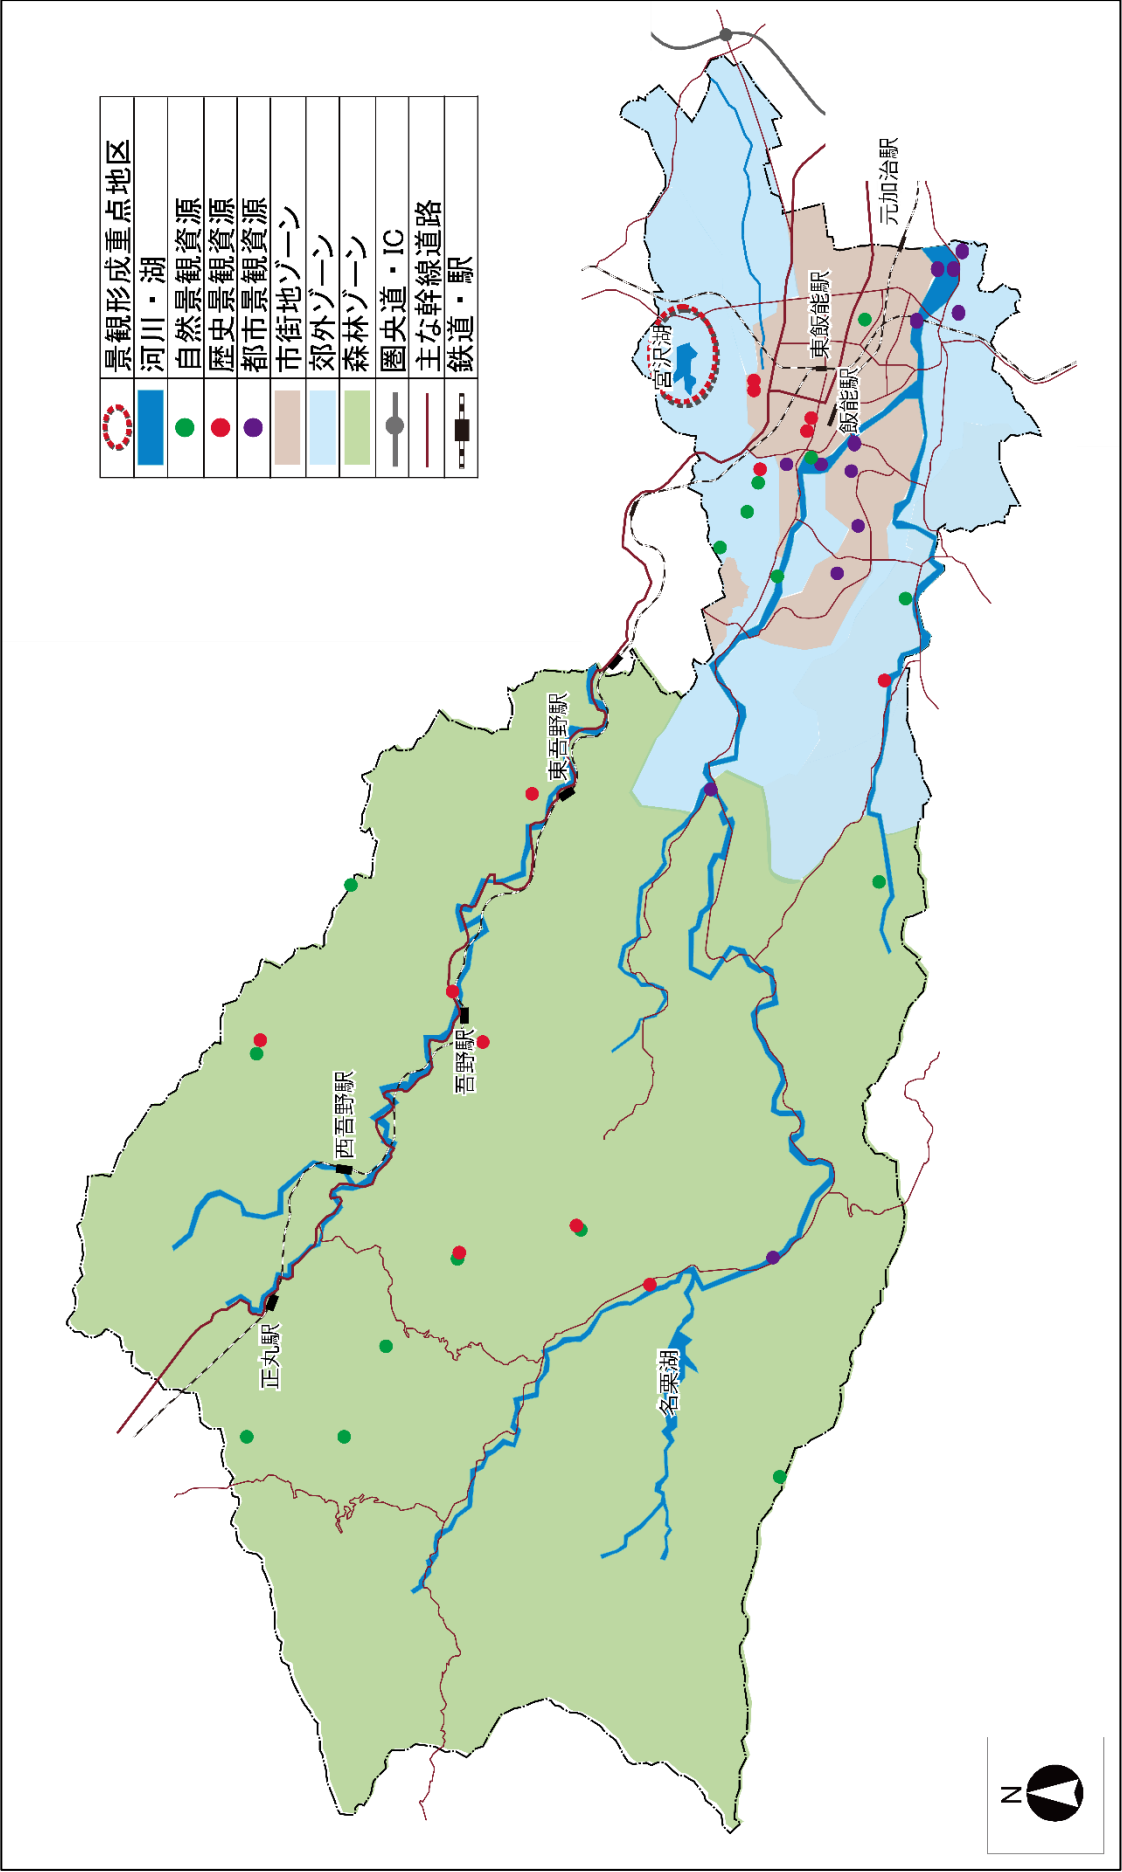 景観形成重点地区
河川・湖
自然景観資源
歴史景観資源
都市景観資源
市街地ゾーン
郊外ゾーン
森林ゾーン
圏央道・IC
主な幹線道路
鉄道・駅
正丸駅
西吾野駅
吾野駅
東吾野駅
名栗湖
宮沢湖
東飯能駅
飯能駅
元加治駅
N